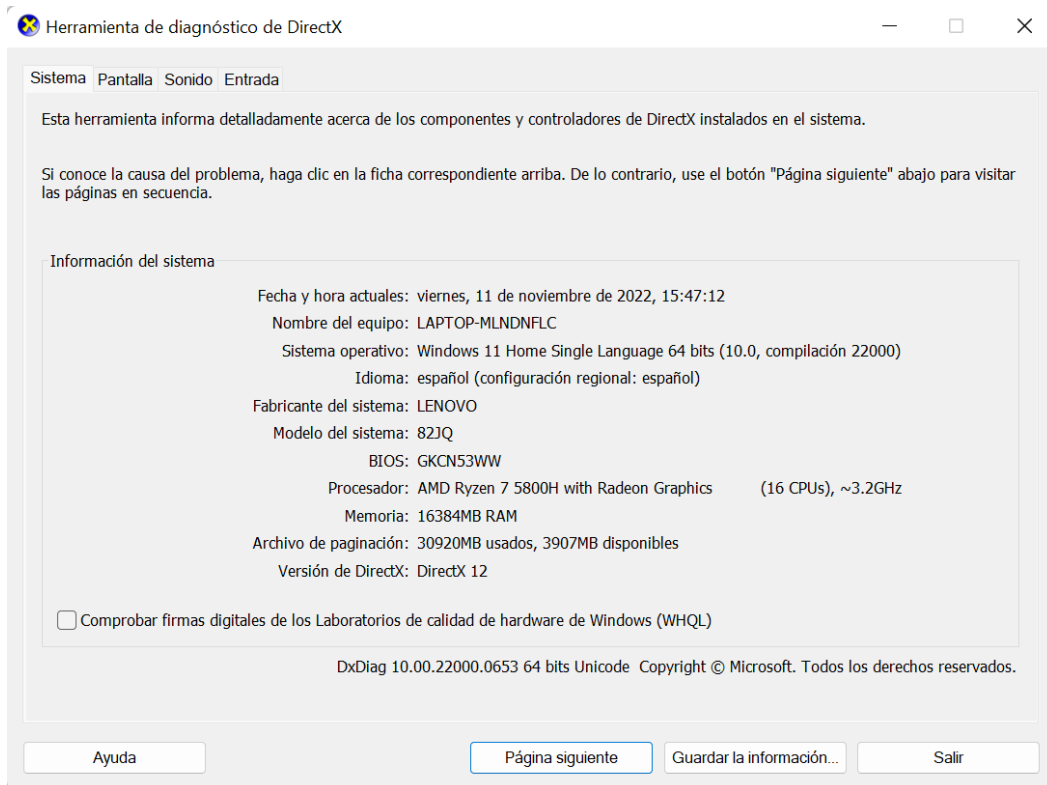 Herramienta de diagnóstico de DirectX
Sistema Pantalla Sonido Entrada
Esta herramienta informa detalladamente acerca de los componentes y controladores de DirectX instalados en el sistema.
Si conoce la causa del problema, haga clic en la ficha correspondiente arriba. De lo contrario, use el botón "Página siguiente" abajo para visitar
las páginas en secuencia.
Información del sistema
Fecha y hora actuales: viernes, 11 de noviembre de 2022, 15:47:12
Nombre del equipo: LAPTOP-MLNDNFLC
Sistema operativo: Windows 11 Home Single Language 64 bits (10.0, compilación 22000)
Idioma: español (configuración regional: español)
Fabricante del sistema: LENOVO
Modelo del sistema: 82JQ
BIOS: GKCN53WW
Procesador: AMD Ryzen 7 5800H with Radeon Graphics (16 CPUs), ~3.2GHz
Memoria: 16384MB RAM
Archivo de paginación: 30920MB usados, 3907MB disponibles
Versión de DirectX: DirectX 12
Comprobar firmas digitales de los Laboratorios de calidad de hardware de Windows (WHQL)
DxDiag 10.00.22000.0653 64 bits Unicode Copyright © Microsoft. Todos los derechos reservados.
Ayuda Página siguiente Guardar la información... Salir